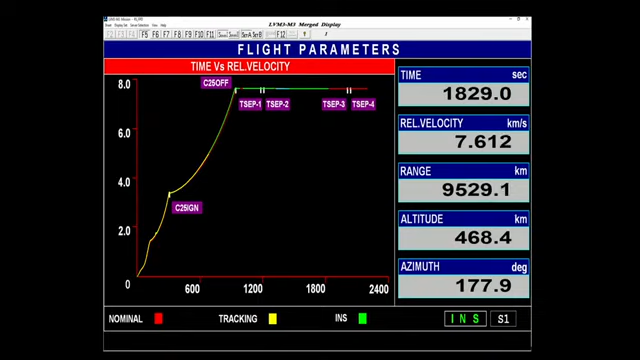 LVM3-M3 Merged Display
F5 F6 F7 F8 F9 F10 F11 SerA SerB F12
FLIGHT PARAMETERS
TIME Vs REL.VELOCITY
8.0
6.0
4.0
2.0
0
600
1200
1800
2400
C25OFF
TSEP-1
TSEP-2
TSEP-3
TSEP-4
C25IGN
TIME sec
1829.0
REL.VELOCITY km/s
7.612
RANGE km
9529.1
ALTITUDE km
468.4
AZIMUTH deg
177.9
NOMINAL TRACKING INS INS S1